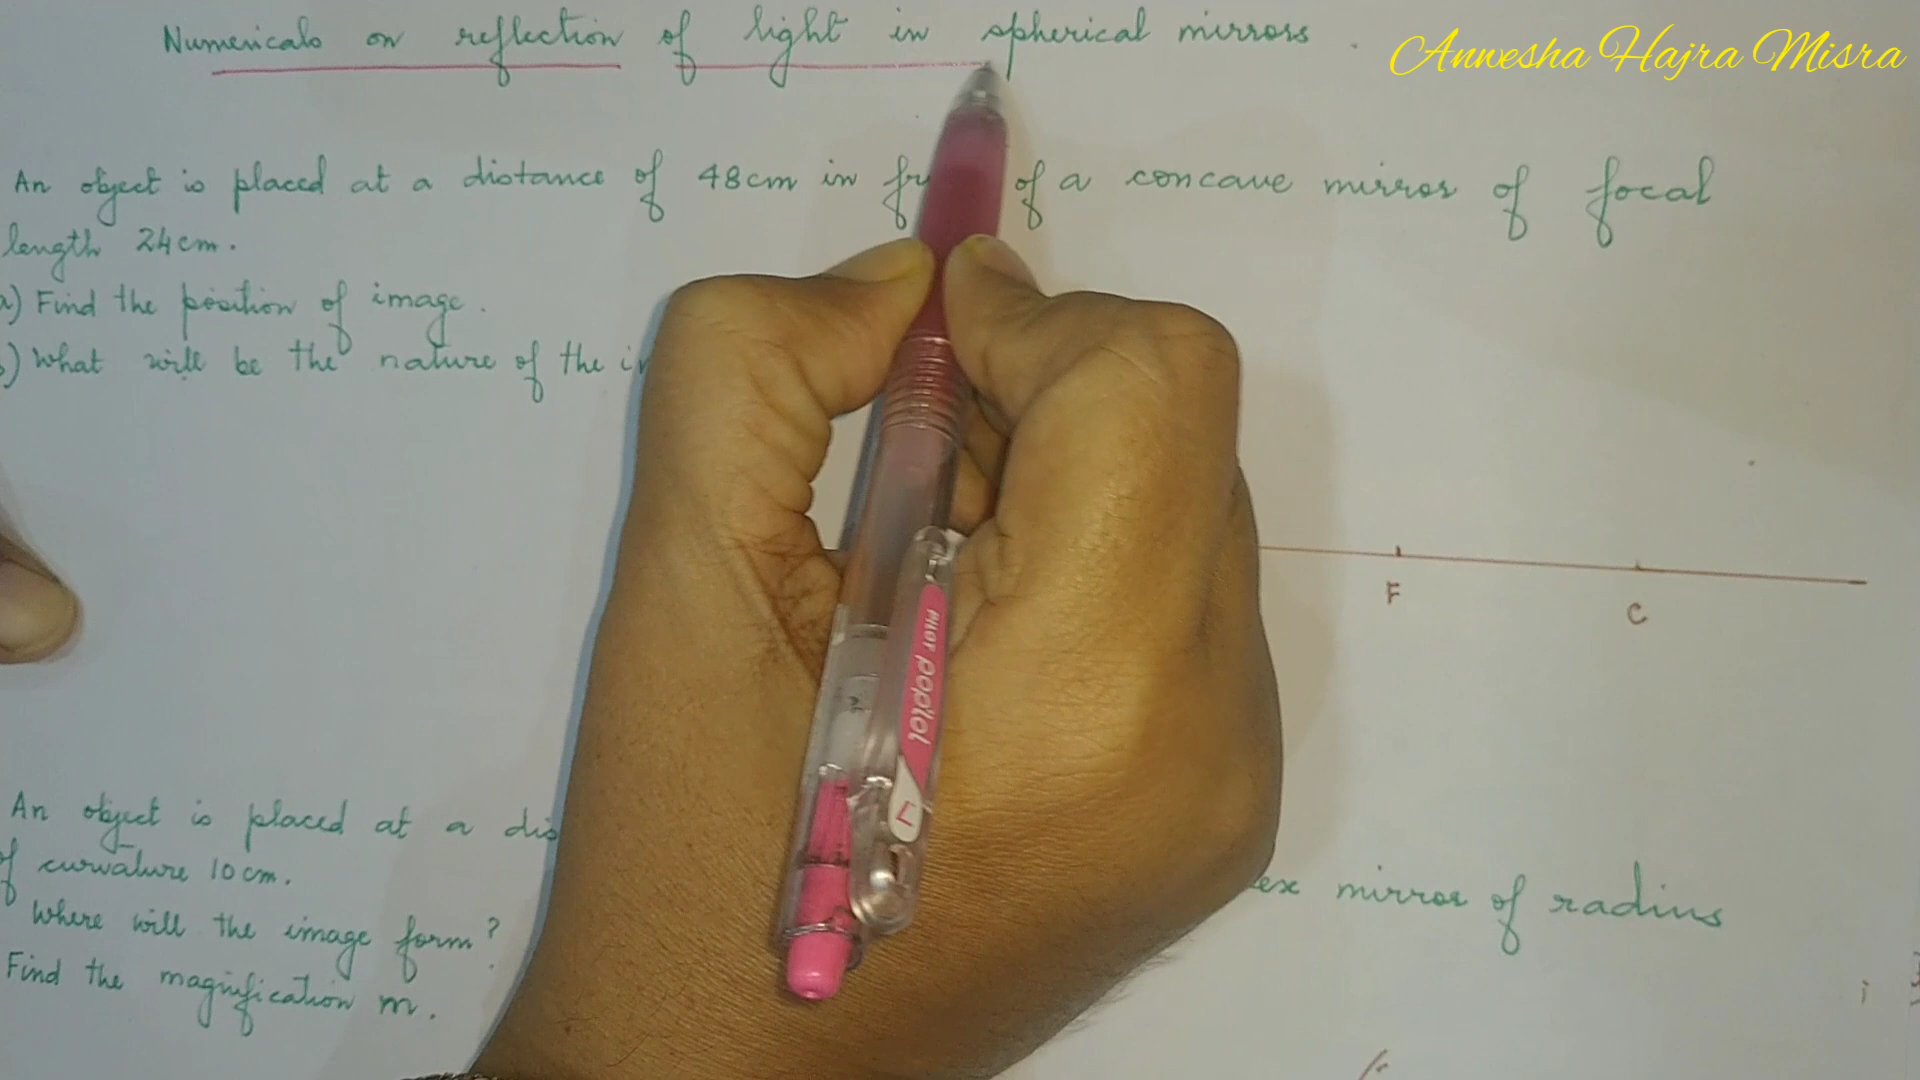 Numericals on reflection of light in spherical mirrors.
Anwesha Hajra Misra
An object is placed at a distance of 48cm in of a concave mirror of focal
length 24cm.
a) Find the position of image.
b) What will be the nature of the
F
C
PILOT poplol
7
An object is placed at a
of curvature 10cm.
mirror of radius
Where will the image form?
Find the magnification m.